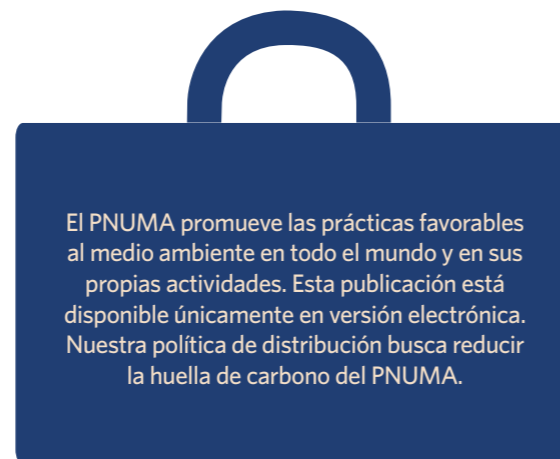 El PNUMA promueve las prácticas favorables
al medio ambiente en todo el mundo y en sus
propias actividades. Esta publicación está
disponible únicamente en versión electrónica.
Nuestra política de distribución busca reducir
la huella de carbono del PNUMA.